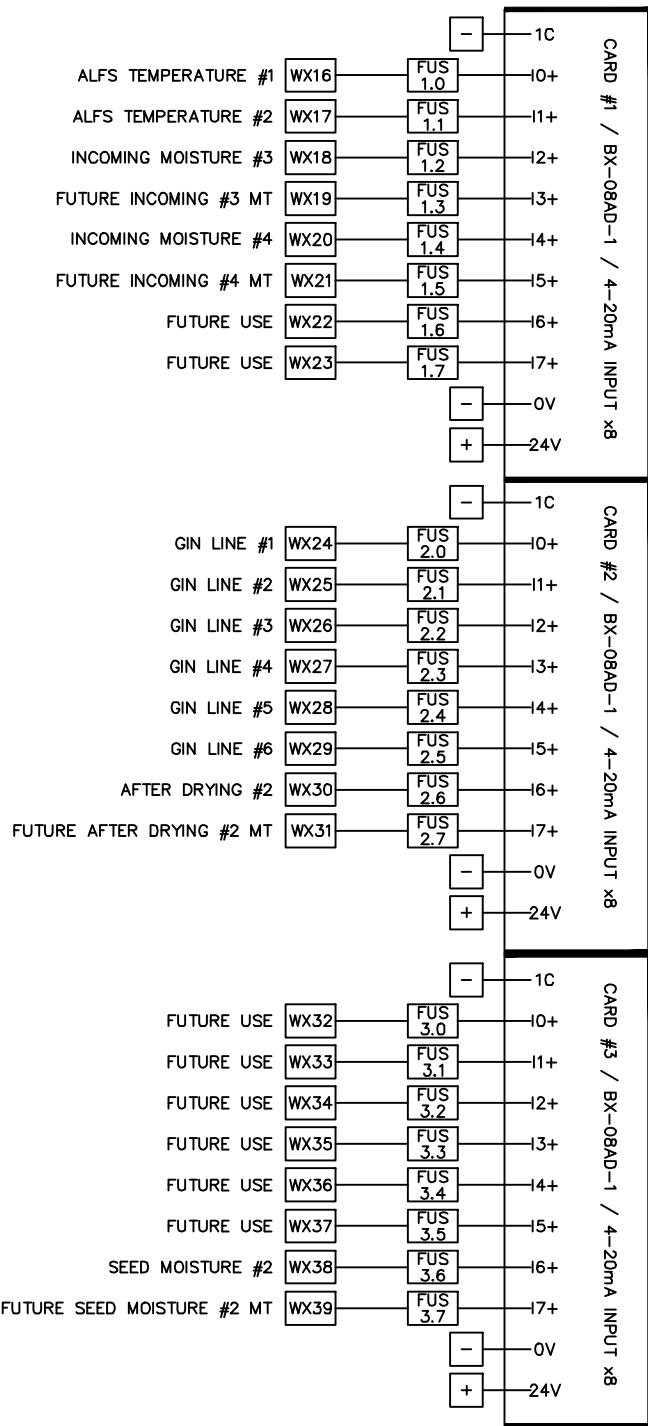 - 1C
ALFS TEMPERATURE #1 WX16 FUS 1.0 I0+
ALFS TEMPERATURE #2 WX17 FUS 1.1 I1+
INCOMING MOISTURE #3 WX18 FUS 1.2 I2+
FUTURE INCOMING #3 MT WX19 FUS 1.3 I3+
INCOMING MOISTURE #4 WX20 FUS 1.4 I4+
FUTURE INCOMING #4 MT WX21 FUS 1.5 I5+
FUTURE USE WX22 FUS 1.6 I6+
FUTURE USE WX23 FUS 1.7 I7+
- 0V
+ 24V
CARD #1 / BX-08AD-1 / 4-20mA INPUT x8
- 1C
GIN LINE #1 WX24 FUS 2.0 I0+
GIN LINE #2 WX25 FUS 2.1 I1+
GIN LINE #3 WX26 FUS 2.2 I2+
GIN LINE #4 WX27 FUS 2.3 I3+
GIN LINE #5 WX28 FUS 2.4 I4+
GIN LINE #6 WX29 FUS 2.5 I5+
AFTER DRYING #2 WX30 FUS 2.6 I6+
FUTURE AFTER DRYING #2 MT WX31 FUS 2.7 I7+
- 0V
+ 24V
CARD #2 / BX-08AD-1 / 4-20mA INPUT x8
- 1C
FUTURE USE WX32 FUS 3.0 I0+
FUTURE USE WX33 FUS 3.1 I1+
FUTURE USE WX34 FUS 3.2 I2+
FUTURE USE WX35 FUS 3.3 I3+
FUTURE USE WX36 FUS 3.4 I4+
FUTURE USE WX37 FUS 3.5 I5+
SEED MOISTURE #2 WX38 FUS 3.6 I6+
FUTURE SEED MOISTURE #2 MT WX39 FUS 3.7 I7+
- 0V
+ 24V
CARD #3 / BX-08AD-1 / 4-20mA INPUT x8